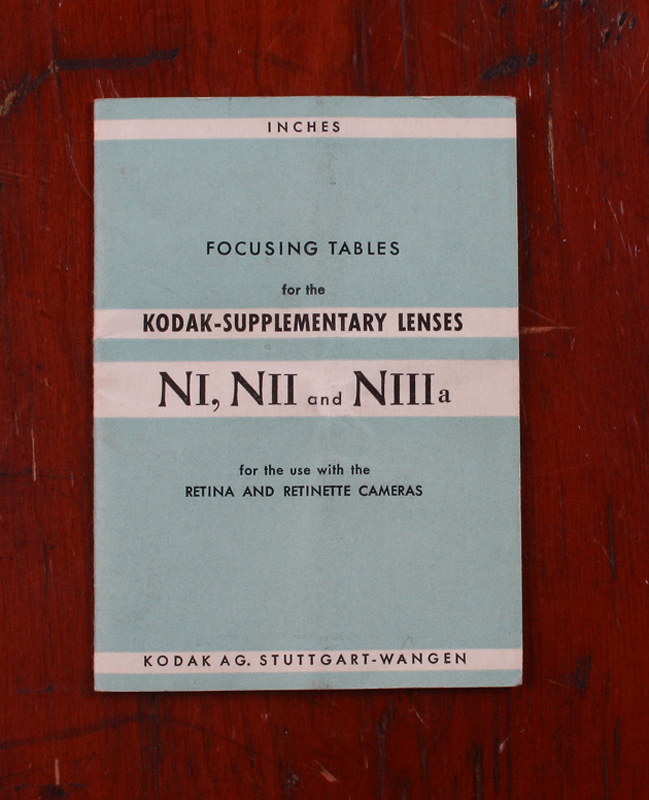 INCHES
FOCUSING TABLES
for the
KODAK-SUPPLEMENTARY LENSES
NI, NII and NIIIa
for the use with the
RETINA AND RETINETTE CAMERAS
KODAK AG. STUTTGART-WANGEN